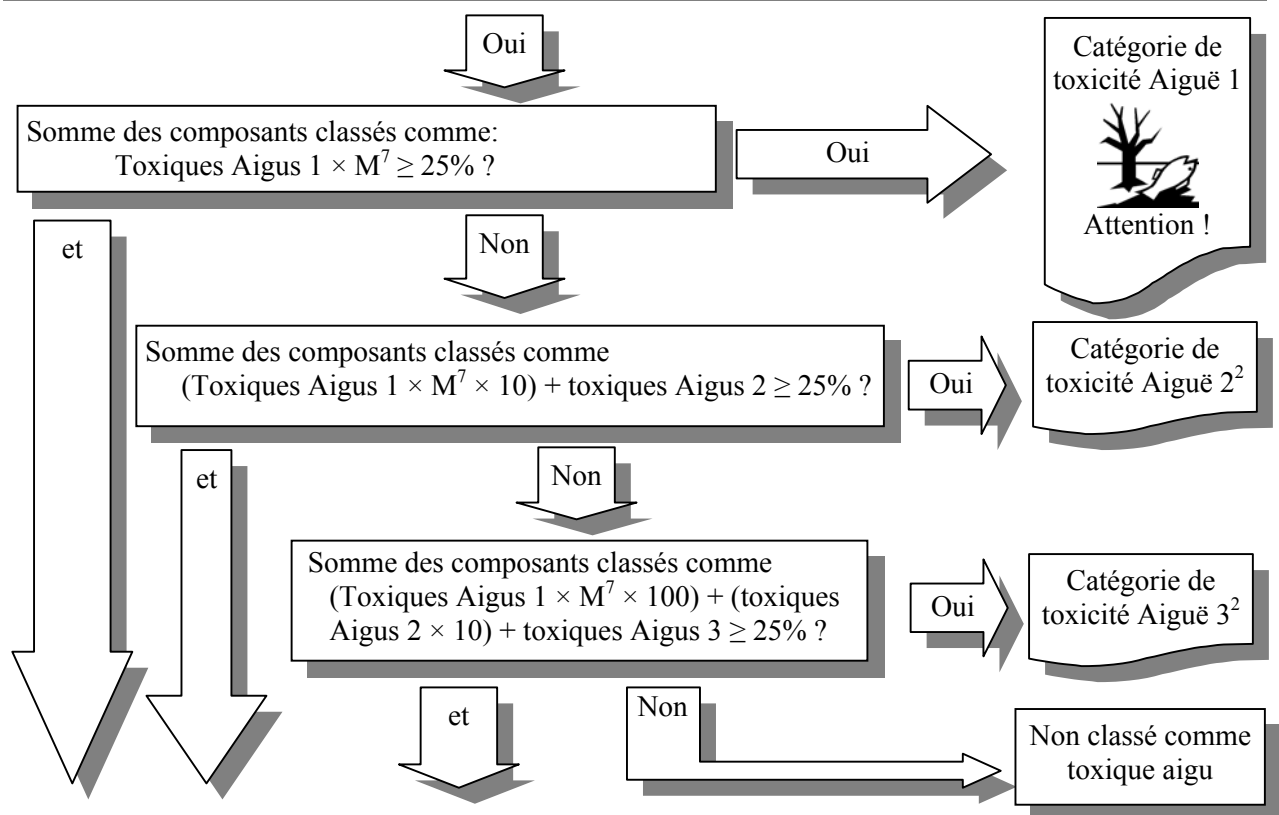 Oui
Catégorie de
toxicité Aiguë 1
Attention !
Somme des composants classés comme:
Toxiques Aigus 1 × M⁷ ≥ 25% ?
Oui
et
Non
Somme des composants classés comme
(Toxiques Aigus 1 × M⁷ × 10) + toxiques Aigus 2 ≥ 25% ?
Oui
Catégorie de
toxicité Aiguë 2²
et
Non
Somme des composants classés comme
(Toxiques Aigus 1 × M⁷ × 100) + (toxiques
Aigus 2 × 10) + toxiques Aigus 3 ≥ 25% ?
Oui
Catégorie de
toxicité Aiguë 3²
et
Non
Non classé comme
toxique aigu